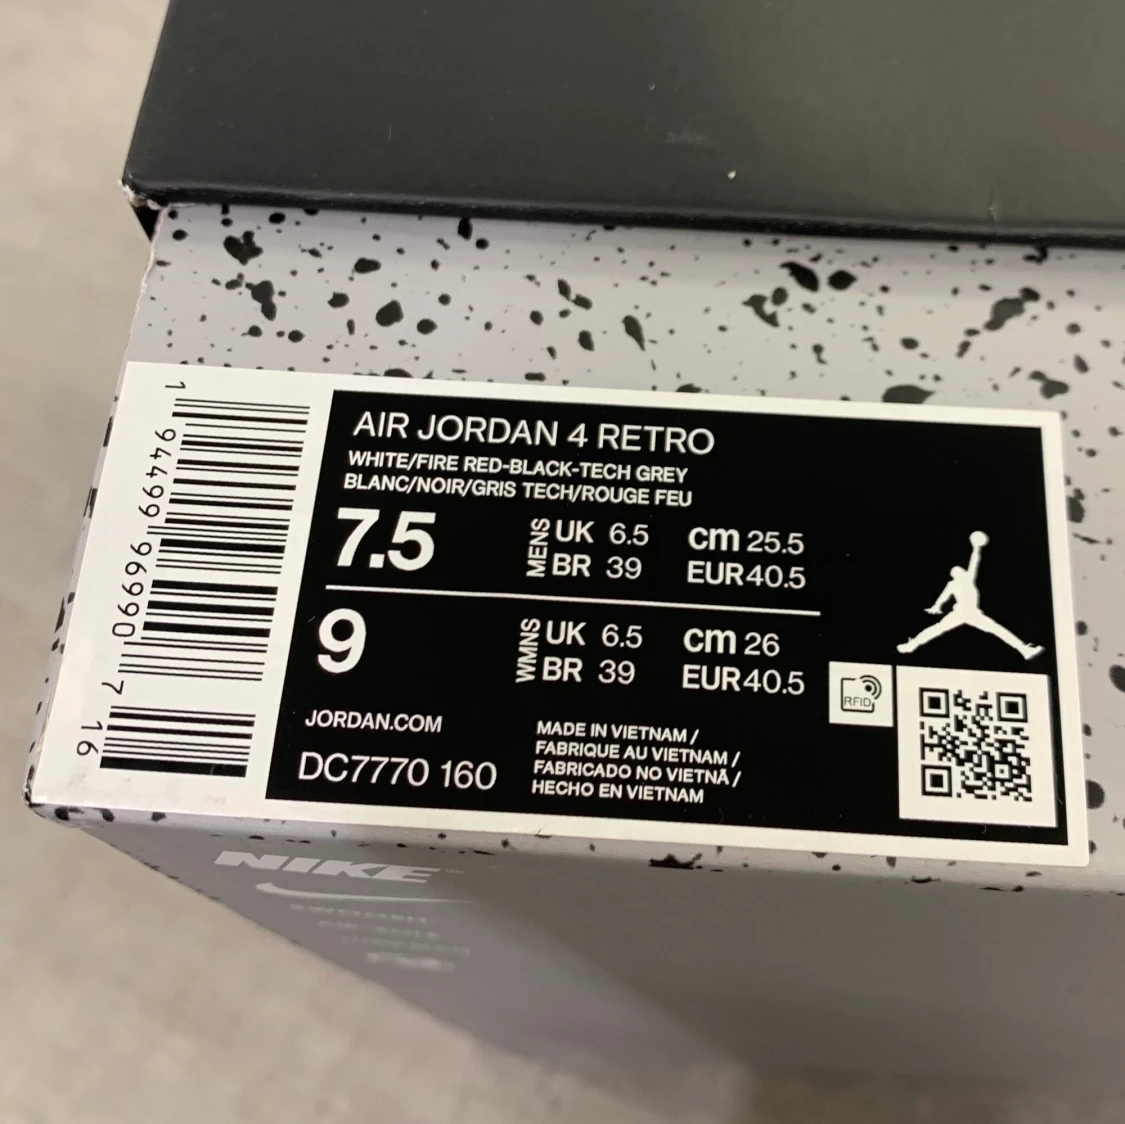 AIR JORDAN 4 RETRO
WHITE/FIRE RED-BLACK-TECH GREY
BLANC/NOIR/GRIS TECH/ROUGE FEU
7.5 MENS UK 6.5 cm 25.5
BR 39 EUR 40.5
9 WMNS UK 6.5 cm 26
BR 39 EUR 40.5
RFID
JORDAN.COM
DC7770 160
MADE IN VIETNAM /
FABRIQUE AU VIETNAM /
FABRICADO NO VIETNÃ /
HECHO EN VIETNAM
1 94499 96990 7 16
NIKE